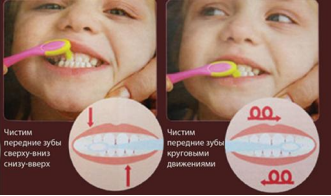 Чистим
передние зубы
сверху-вниз
снизу-вверх
Чистим
передние зубы
круговыми
движениями